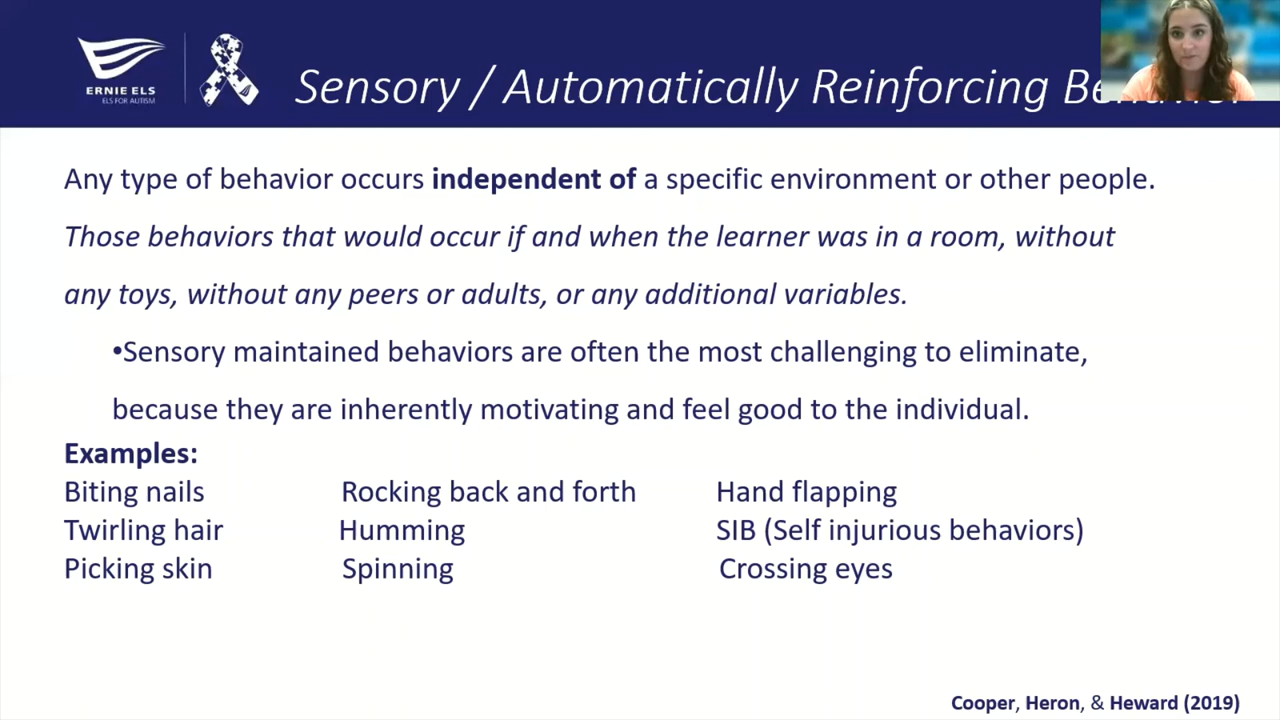 ERNIE ELS
ELS FOR AUTISM
Sensory / Automatically Reinforcing
Any type of behavior occurs independent of a specific environment or other people.
Those behaviors that would occur if and when the learner was in a room, without
any toys, without any peers or adults, or any additional variables.
•Sensory maintained behaviors are often the most challenging to eliminate,
because they are inherently motivating and feel good to the individual.
Examples:
Biting nails Rocking back and forth Hand flapping
Twirling hair Humming SIB (Self injurious behaviors)
Picking skin Spinning Crossing eyes
Cooper, Heron, & Heward (2019)